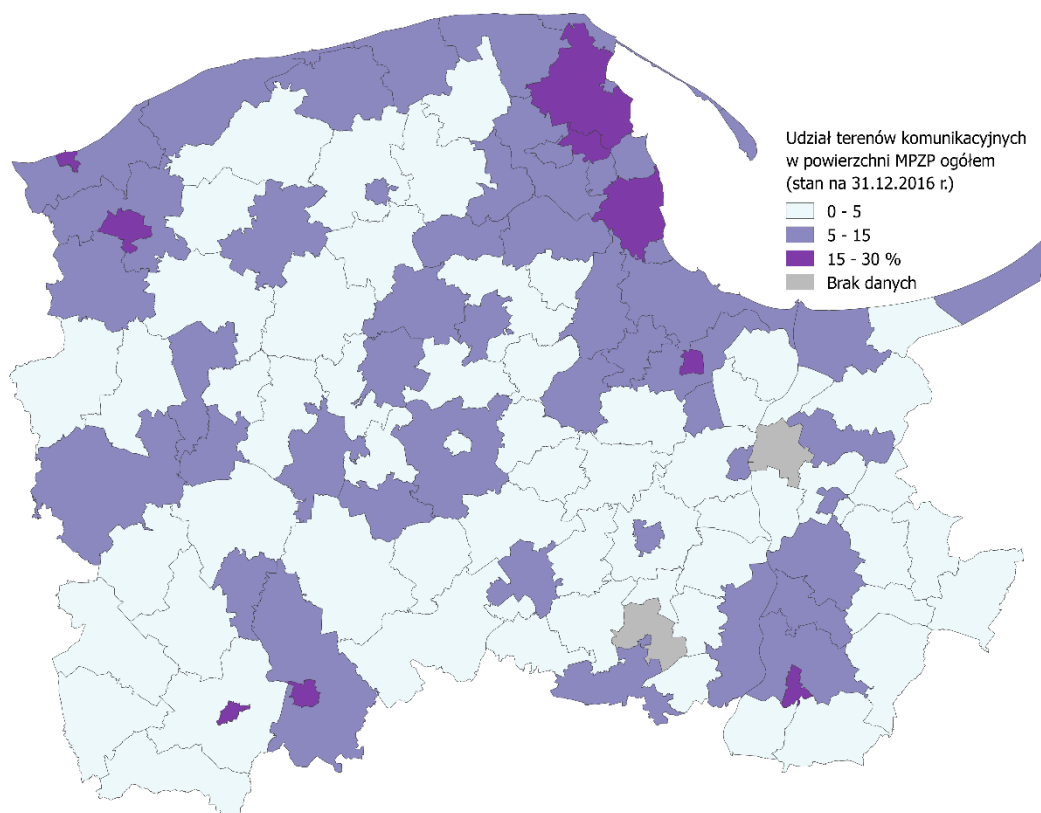 Udział terenów komunikacyjnych
w powierzchni MPZP ogółem
(stan na 31.12.2016 r.)
0 - 5
5 - 15
15 - 30 %
Brak danych